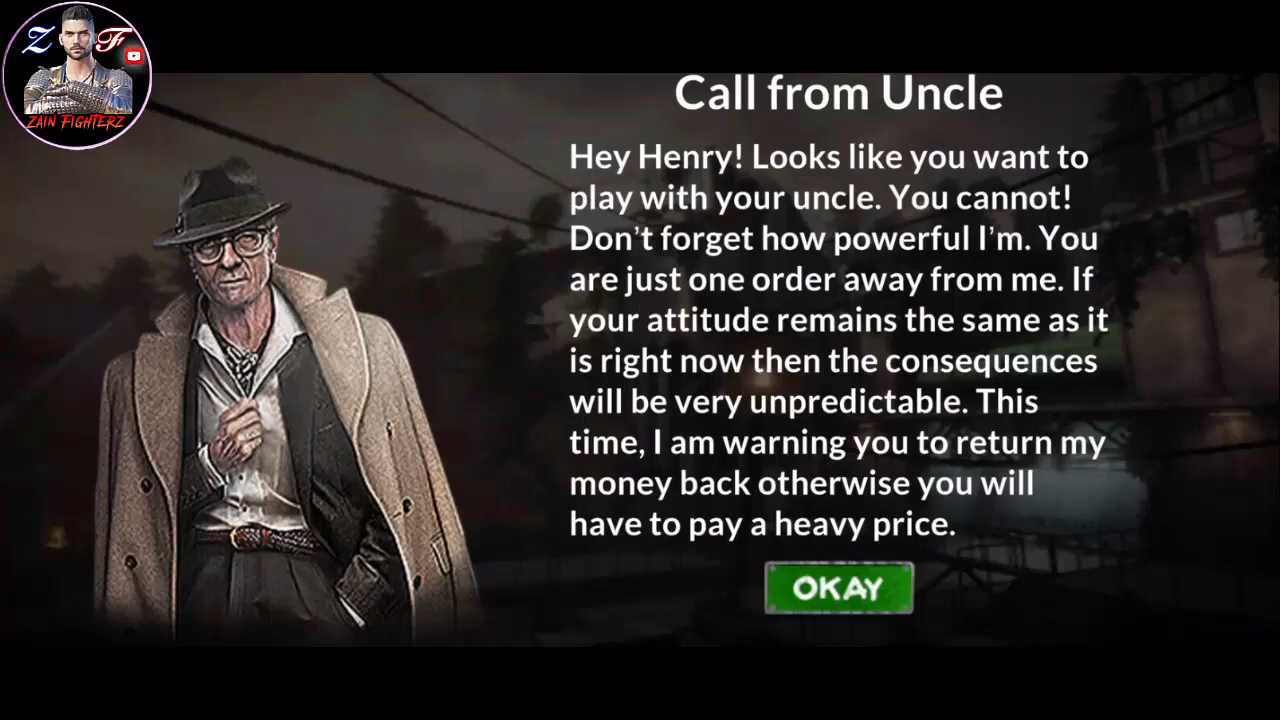 Z F
ZAIN FIGHTERZ
Call from Uncle
Hey Henry! Looks like you want to
play with your uncle. You cannot!
Don’t forget how powerful I’m. You
are just one order away from me. If
your attitude remains the same as it
is right now then the consequences
will be very unpredictable. This
time, I am warning you to return my
money back otherwise you will
have to pay a heavy price.
OKAY